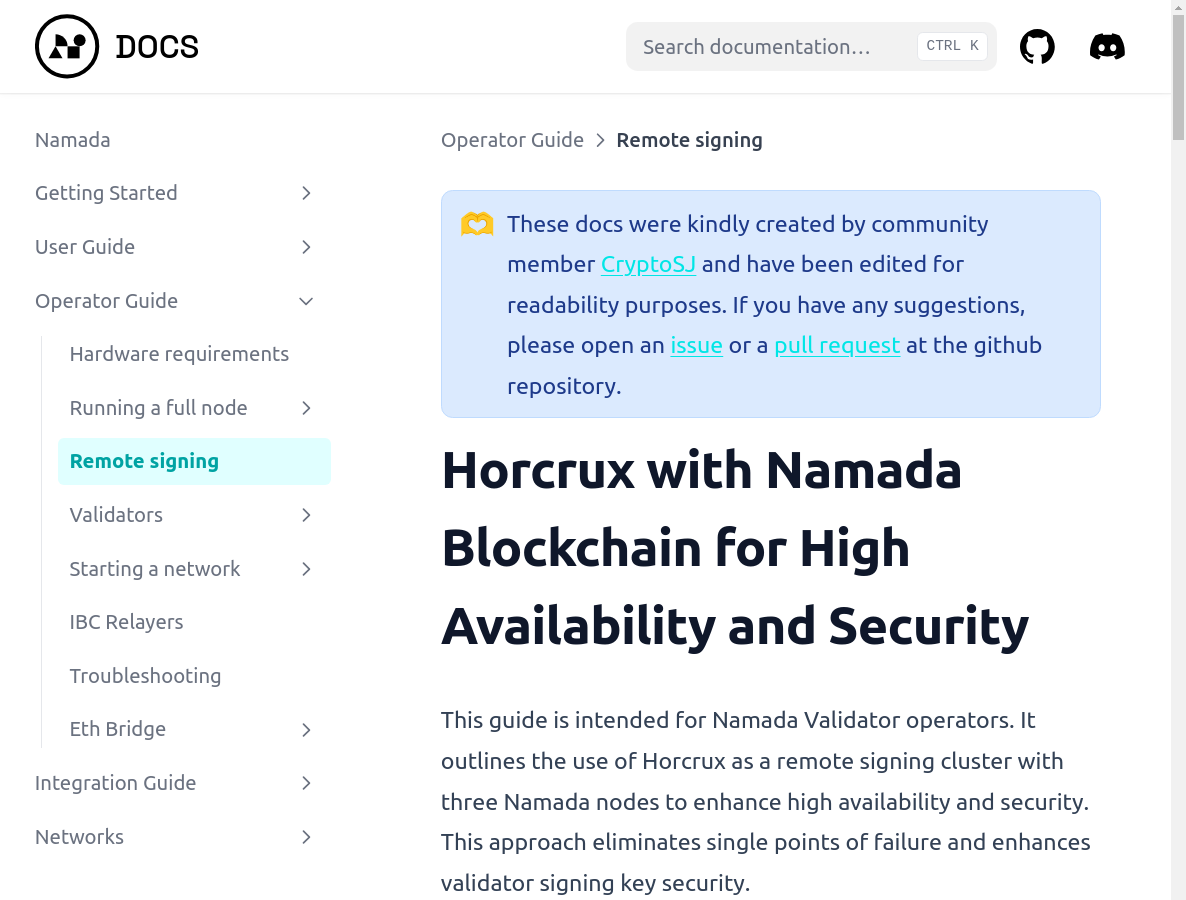 DOCS
Search documentation…
CTRL K
Namada
Getting Started
User Guide
Operator Guide
Hardware requirements
Running a full node
Remote signing
Validators
Starting a network
IBC Relayers
Troubleshooting
Eth Bridge
Integration Guide
Networks
Operator Guide
Remote signing
These docs were kindly created by community
member CryptoSJ and have been edited for
readability purposes. If you have any suggestions,
please open an issue or a pull request at the github
repository.
Horcrux with Namada
Blockchain for High
Availability and Security
This guide is intended for Namada Validator operators. It
outlines the use of Horcrux as a remote signing cluster with
three Namada nodes to enhance high availability and security.
This approach eliminates single points of failure and enhances
validator signing key security.